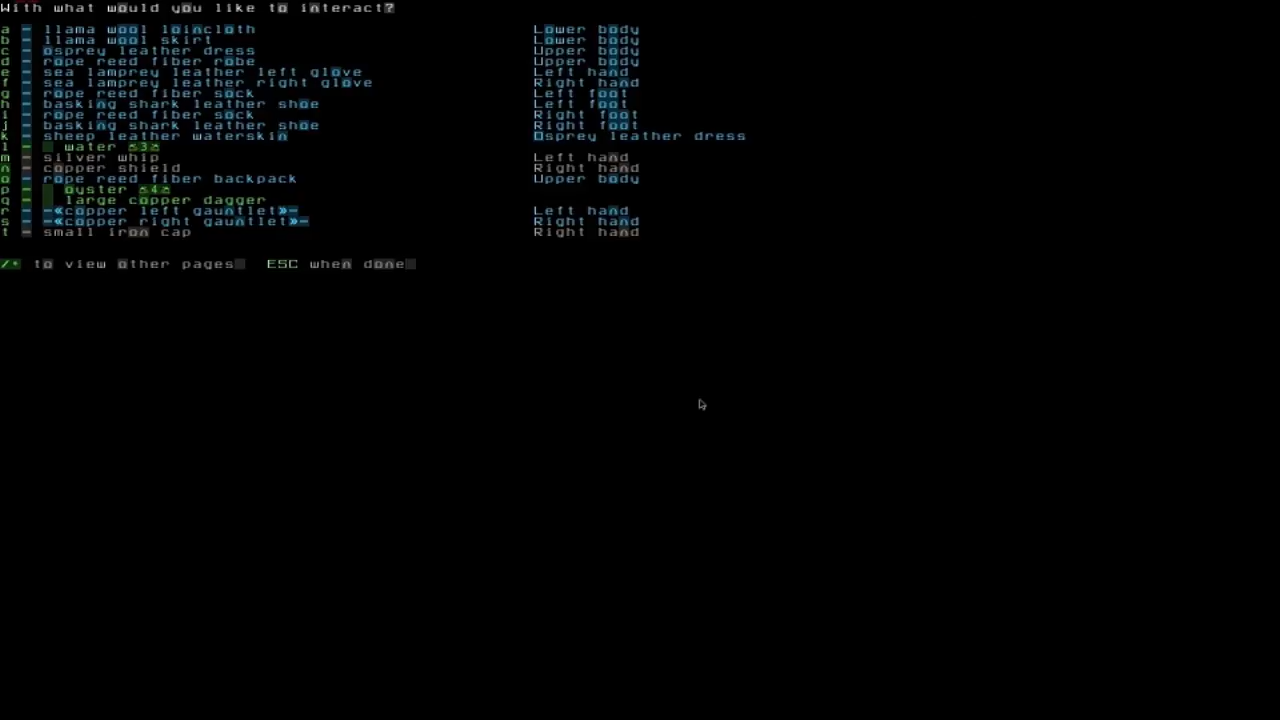 With what would you like to interact?
a - llama wool loincloth Lower body
b - llama wool skirt Lower body
c - osprey leather dress Upper body
d - rope reed fiber robe Upper body
e - sea lamprey leather left glove Left hand
f - sea lamprey leather right glove Right hand
g - rope reed fiber sock Left foot
h - basking shark leather shoe Left foot
i - rope reed fiber sock Right foot
j - basking shark leather shoe Right foot
k - sheep leather waterskin Osprey leather dress
l - water <3>
m - silver whip Left hand
n - copper shield Right hand
o - rope reed fiber backpack Upper body
p - oyster <4>
q - large copper dagger
r - -«copper left gauntlet»- Left hand
s - -«copper right gauntlet»- Right hand
t - small iron cap Right hand
/* to view other pages ESC when done